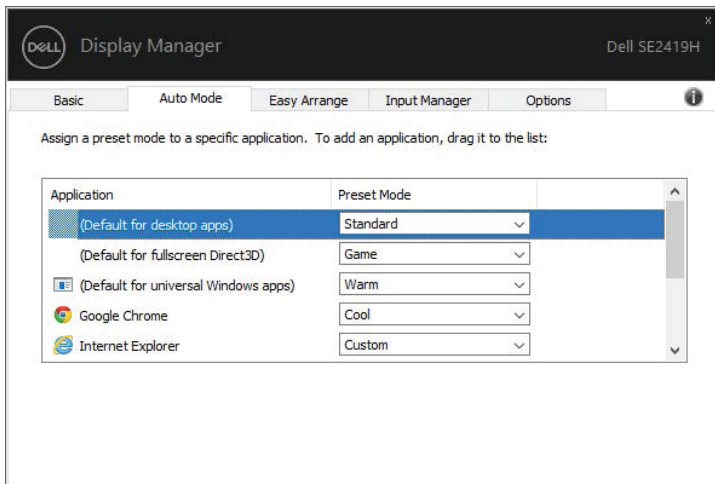 x
DELL Display Manager Dell SE2419H
Basic Auto Mode Easy Arrange Input Manager Options i
Assign a preset mode to a specific application. To add an application, drag it to the list:
Application Preset Mode
(Default for desktop apps) Standard
(Default for fullscreen Direct3D) Game
(Default for universal Windows apps) Warm
Google Chrome Cool
Internet Explorer Custom